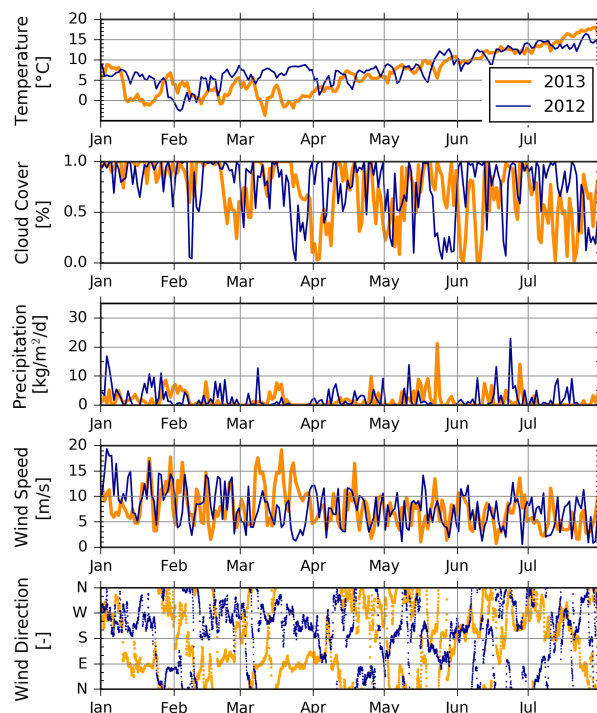 Temperature
[°C]
20
15
10
5
0
2013
2012
Jan Feb Mar Apr May Jun Jul
Cloud Cover
[%]
1.0
0.5
0.0
Jan Feb Mar Apr May Jun Jul
Precipitation
[kg/m²/d]
30
20
10
0
Jan Feb Mar Apr May Jun Jul
Wind Speed
[m/s]
20
15
10
5
0
Jan Feb Mar Apr May Jun Jul
Wind Direction
[-]
N
W
S
E
N
Jan Feb Mar Apr May Jun Jul